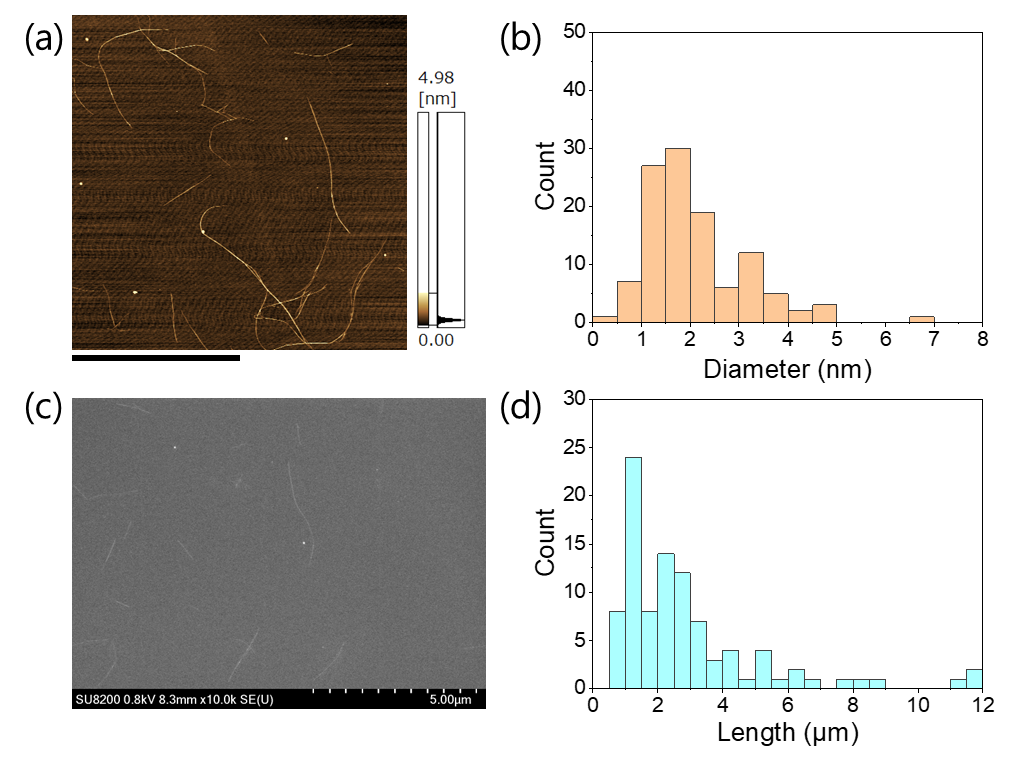 (a)
4.98
[nm]
0.00
(b)
50
40
30
20
10
0
Count
0 1 2 3 4 5 6 7 8
Diameter (nm)
(c)
SU8200 0.8kV 8.3mm x10.0k SE(U) 5.00μm
(d)
30
25
20
15
10
5
0
Count
0 2 4 6 8 10 12
Length (μm)